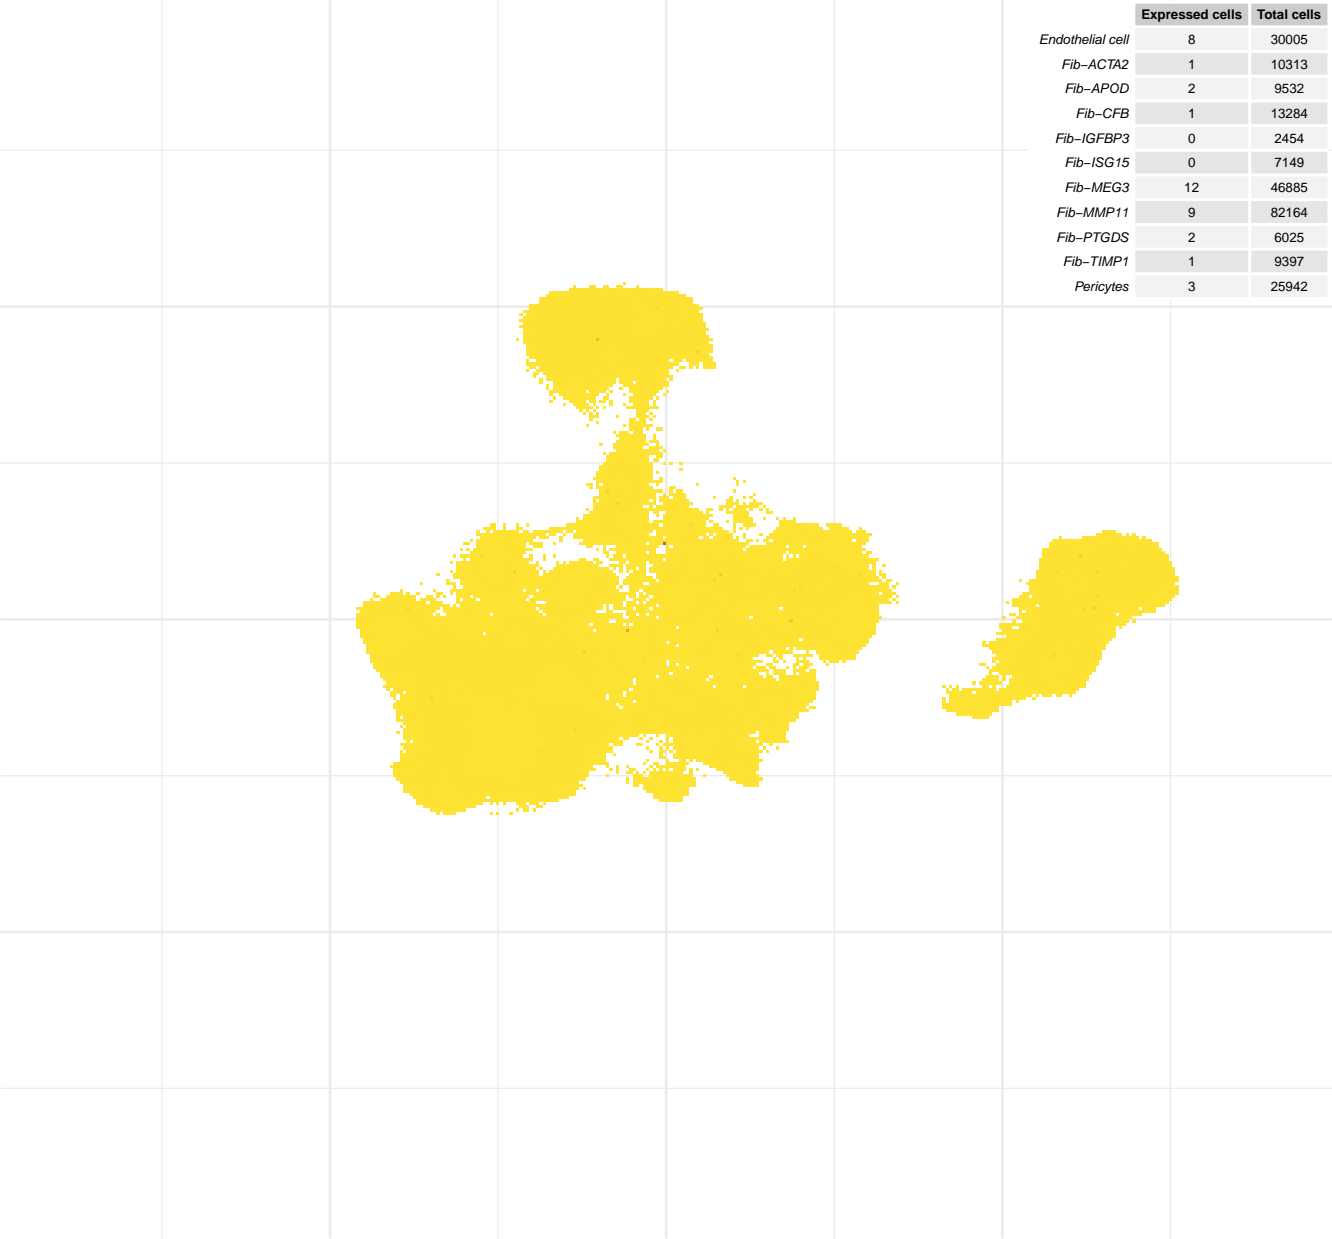 Expressed cells Total cells
Endothelial cell 8 30005
Fib−ACTA2 1 10313
Fib−APOD 2 9532
Fib−CFB 1 13284
Fib−IGFBP3 0 2454
Fib−ISG15 0 7149
Fib−MEG3 12 46885
Fib−MMP11 9 82164
Fib−PTGDS 2 6025
Fib−TIMP1 1 9397
Pericytes 3 25942